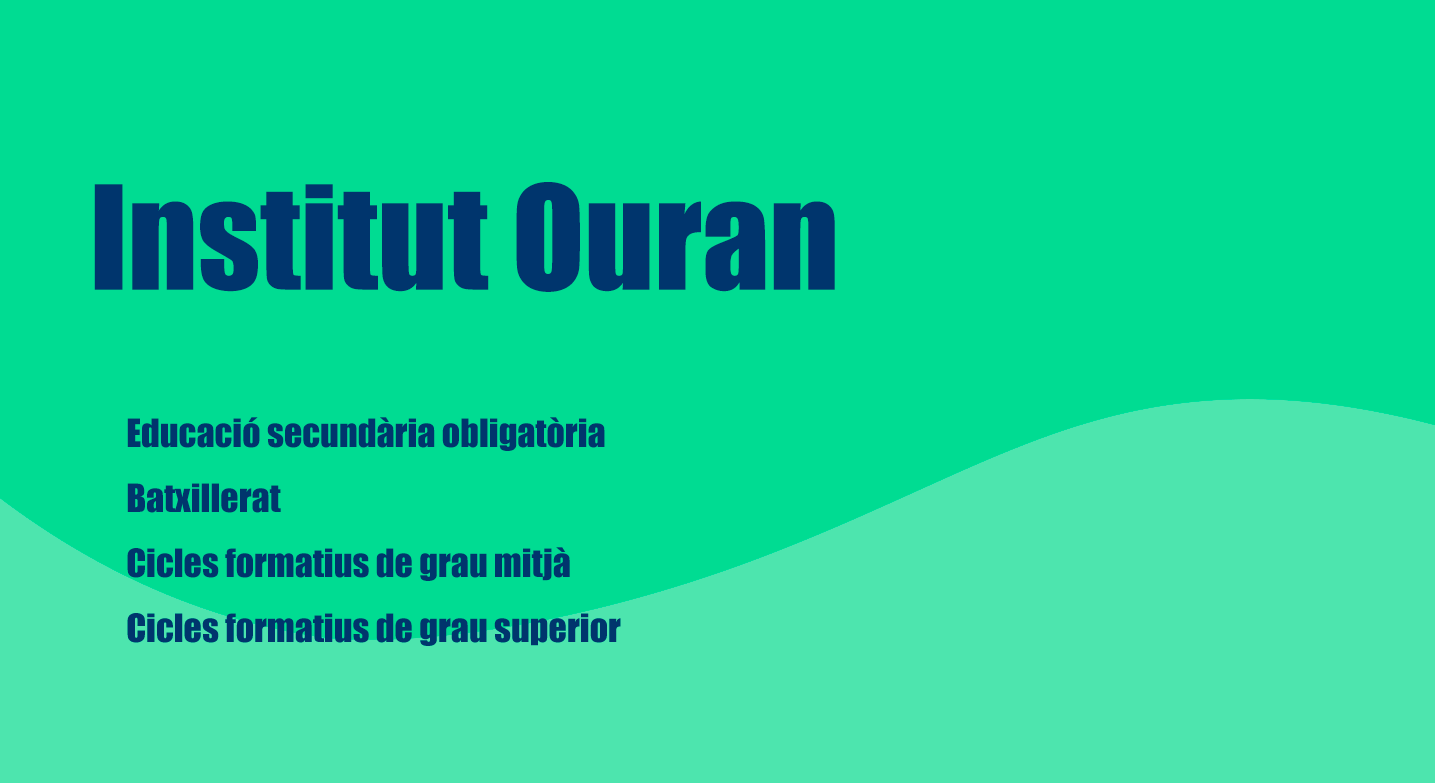 Institut Ouran
Educació secundària obligatòria
Batxillerat
Cicles formatius de grau mitjà
Cicles formatius de grau superior